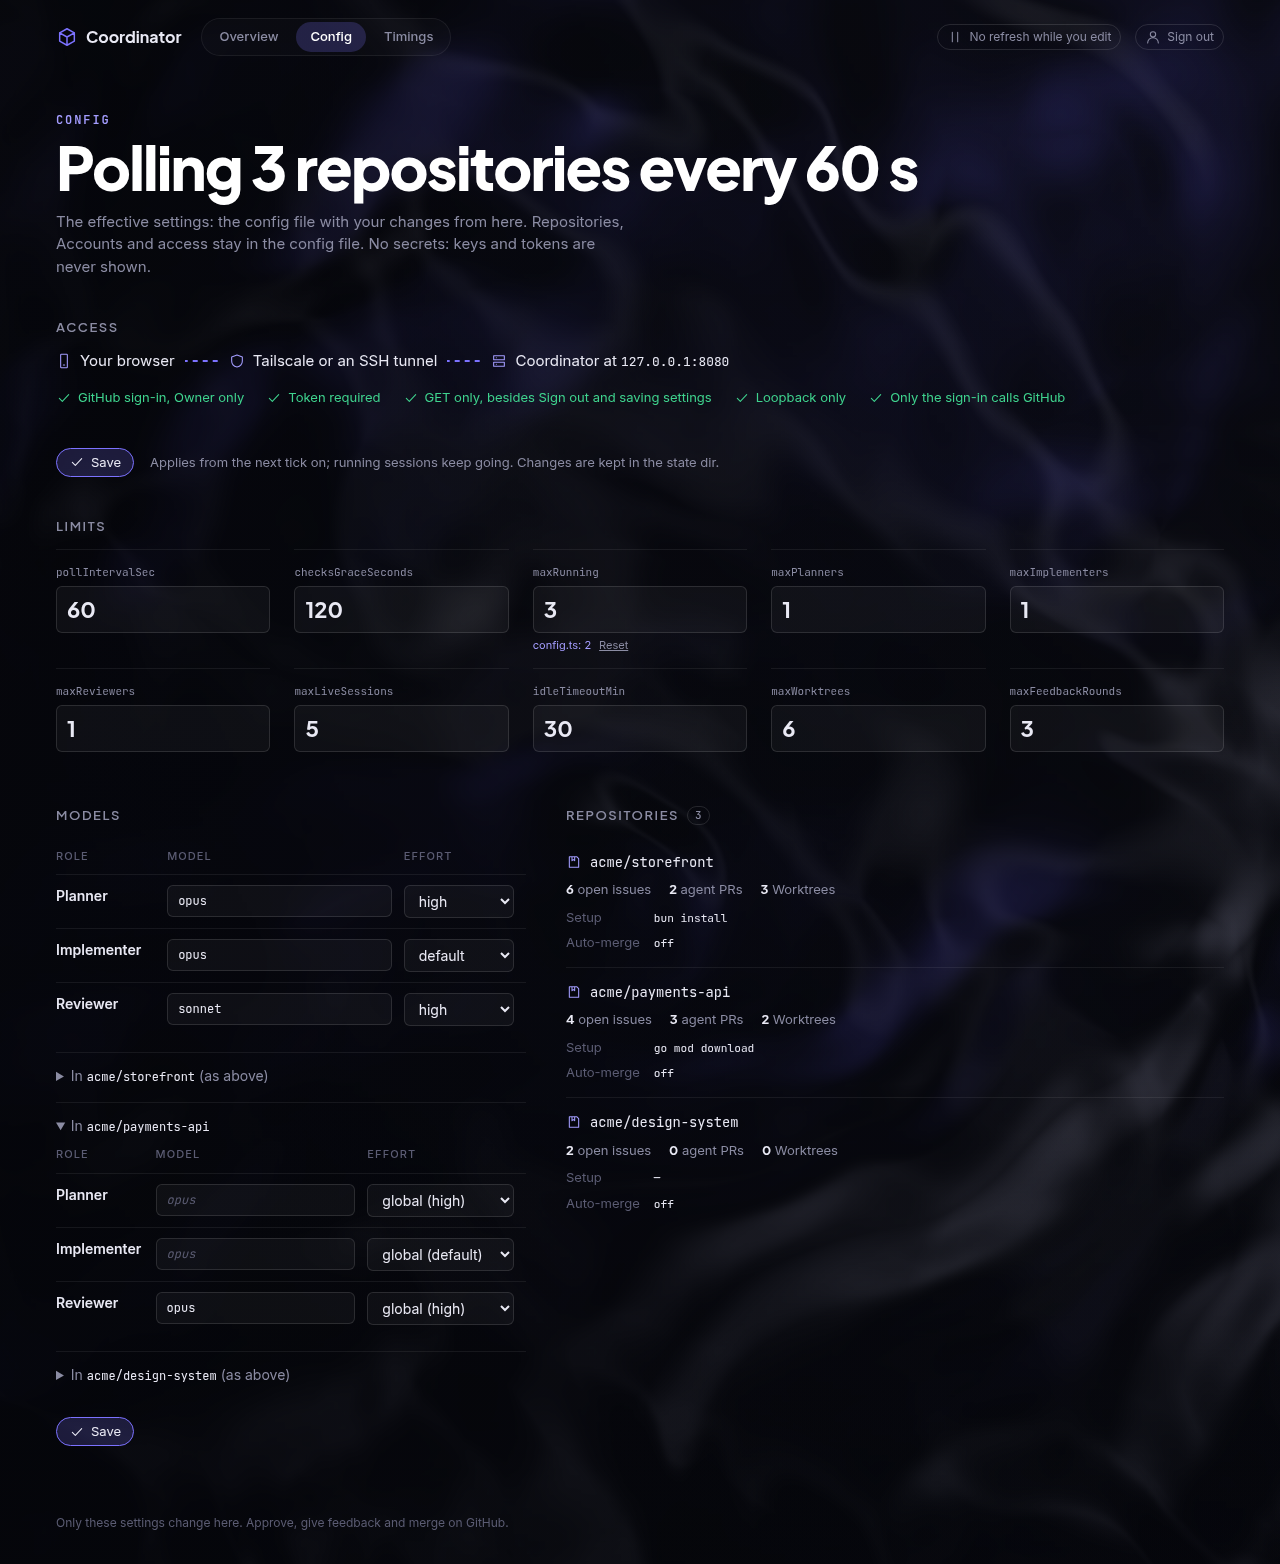 Coordinator
Overview
Config
Timings
No refresh while you edit
Sign out
CONFIG
Polling 3 repositories every 60 s
The effective settings: the config file with your changes from here. Repositories,
Accounts and access stay in the config file. No secrets: keys and tokens are
never shown.
ACCESS
Your browser
Tailscale or an SSH tunnel
Coordinator at 127.0.0.1:8080
GitHub sign-in, Owner only
Token required
GET only, besides Sign out and saving settings
Loopback only
Only the sign-in calls GitHub
Save
Applies from the next tick on; running sessions keep going. Changes are kept in the state dir.
LIMITS
pollIntervalSec
60
checksGraceSeconds
120
maxRunning
3
config.ts: 2 Reset
maxPlanners
1
maxImplementers
1
maxReviewers
1
maxLiveSessions
5
idleTimeoutMin
30
maxWorktrees
6
maxFeedbackRounds
3
MODELS
ROLE MODEL EFFORT
Planner opus high
Implementer opus default
Reviewer sonnet high
In acme/storefront (as above)
In acme/payments-api
ROLE MODEL EFFORT
Planner opus global (high)
Implementer opus global (default)
Reviewer opus global (high)
In acme/design-system (as above)
Save
REPOSITORIES 3
acme/storefront
6 open issues 2 agent PRs 3 Worktrees
Setup bun install
Auto-merge off
acme/payments-api
4 open issues 3 agent PRs 2 Worktrees
Setup go mod download
Auto-merge off
acme/design-system
2 open issues 0 agent PRs 0 Worktrees
Setup –
Auto-merge off
Only these settings change here. Approve, give feedback and merge on GitHub.